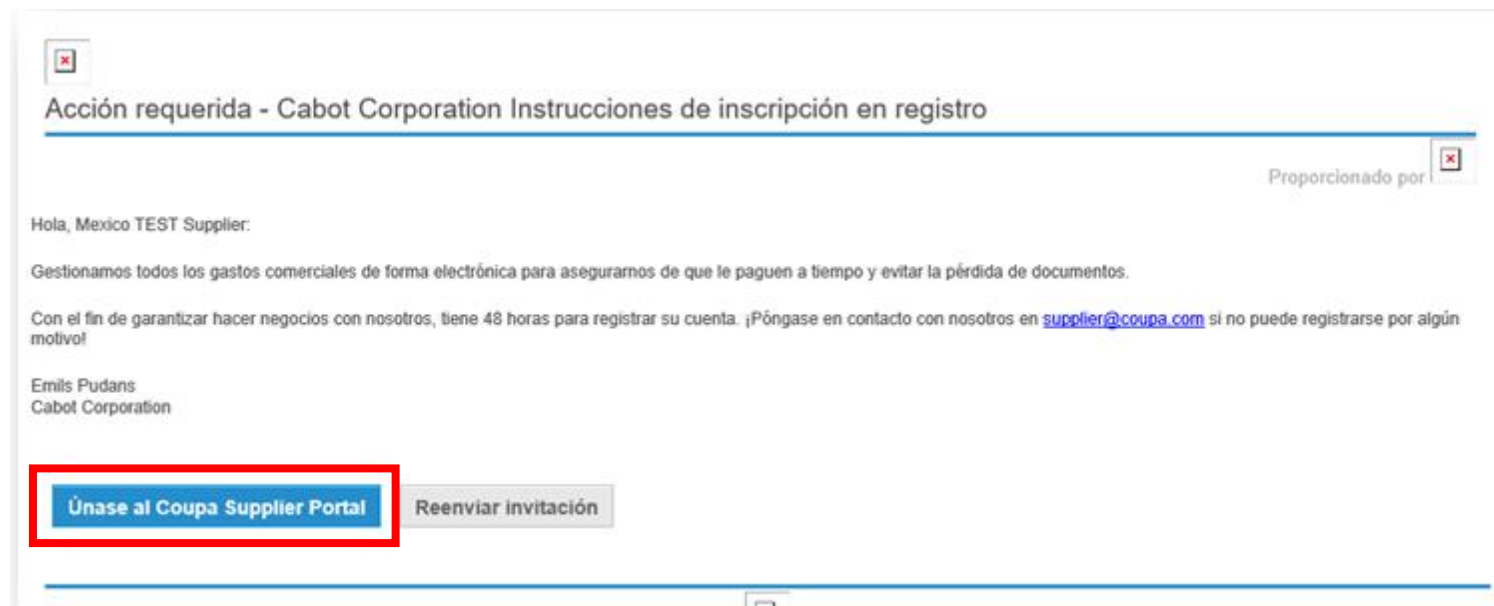 Acción requerida - Cabot Corporation Instrucciones de inscripción en registro
Proporcionado por
Hola, Mexico TEST Supplier:
Gestionamos todos los gastos comerciales de forma electrónica para asegurarnos de que le paguen a tiempo y evitar la pérdida de documentos.
Con el fin de garantizar hacer negocios con nosotros, tiene 48 horas para registrar su cuenta. ¡Póngase en contacto con nosotros en supplier@coupa.com si no puede registrarse por algún
motivo!
Emils Pudans
Cabot Corporation
Únase al Coupa Supplier Portal
Reenviar invitación